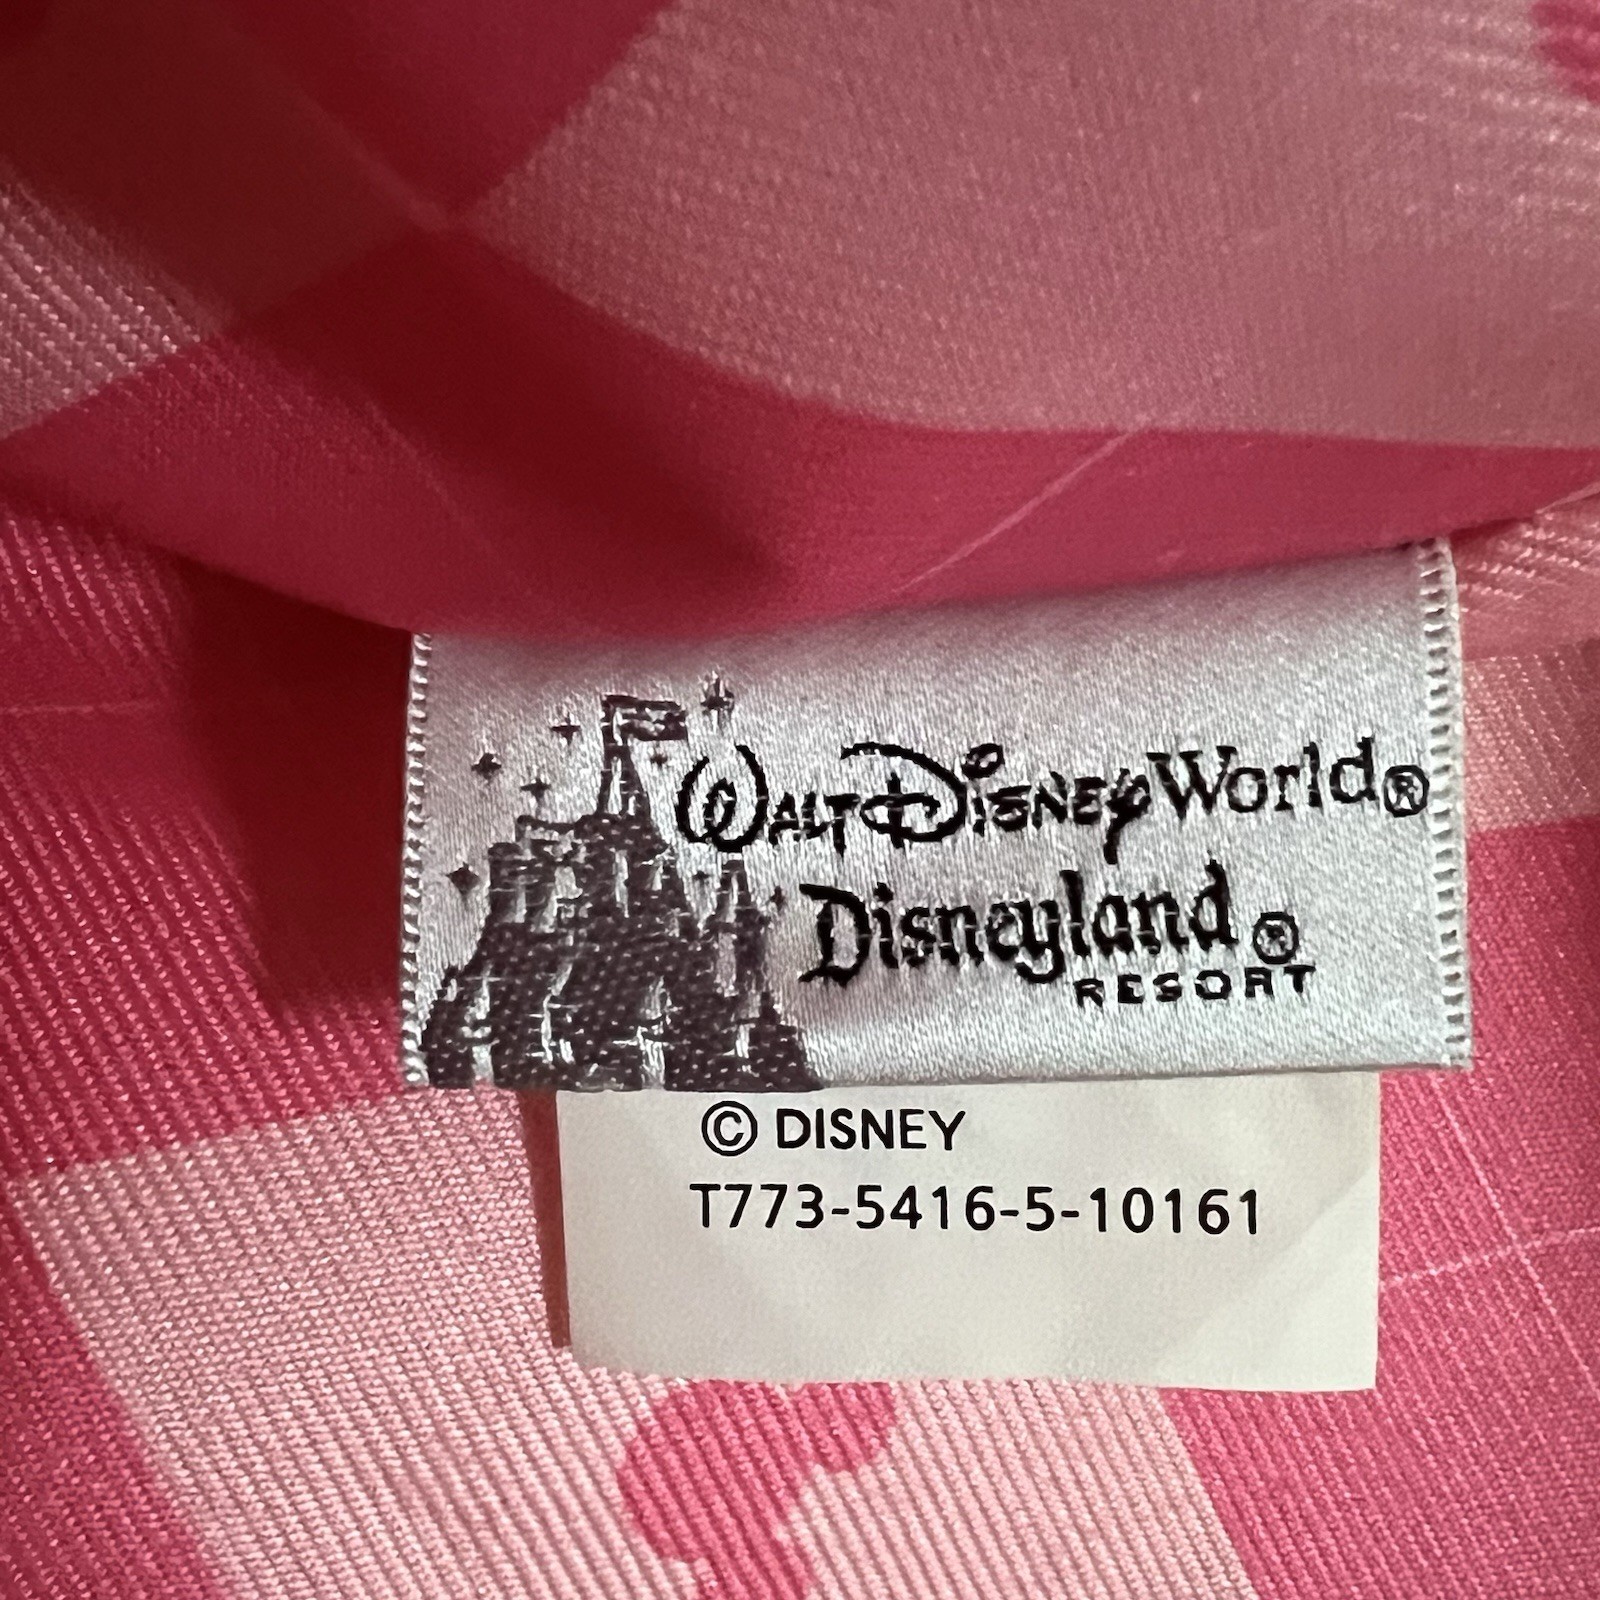 Walt Disney World®
Disneyland®
RESORT
© DISNEY
T773-5416-5-10161